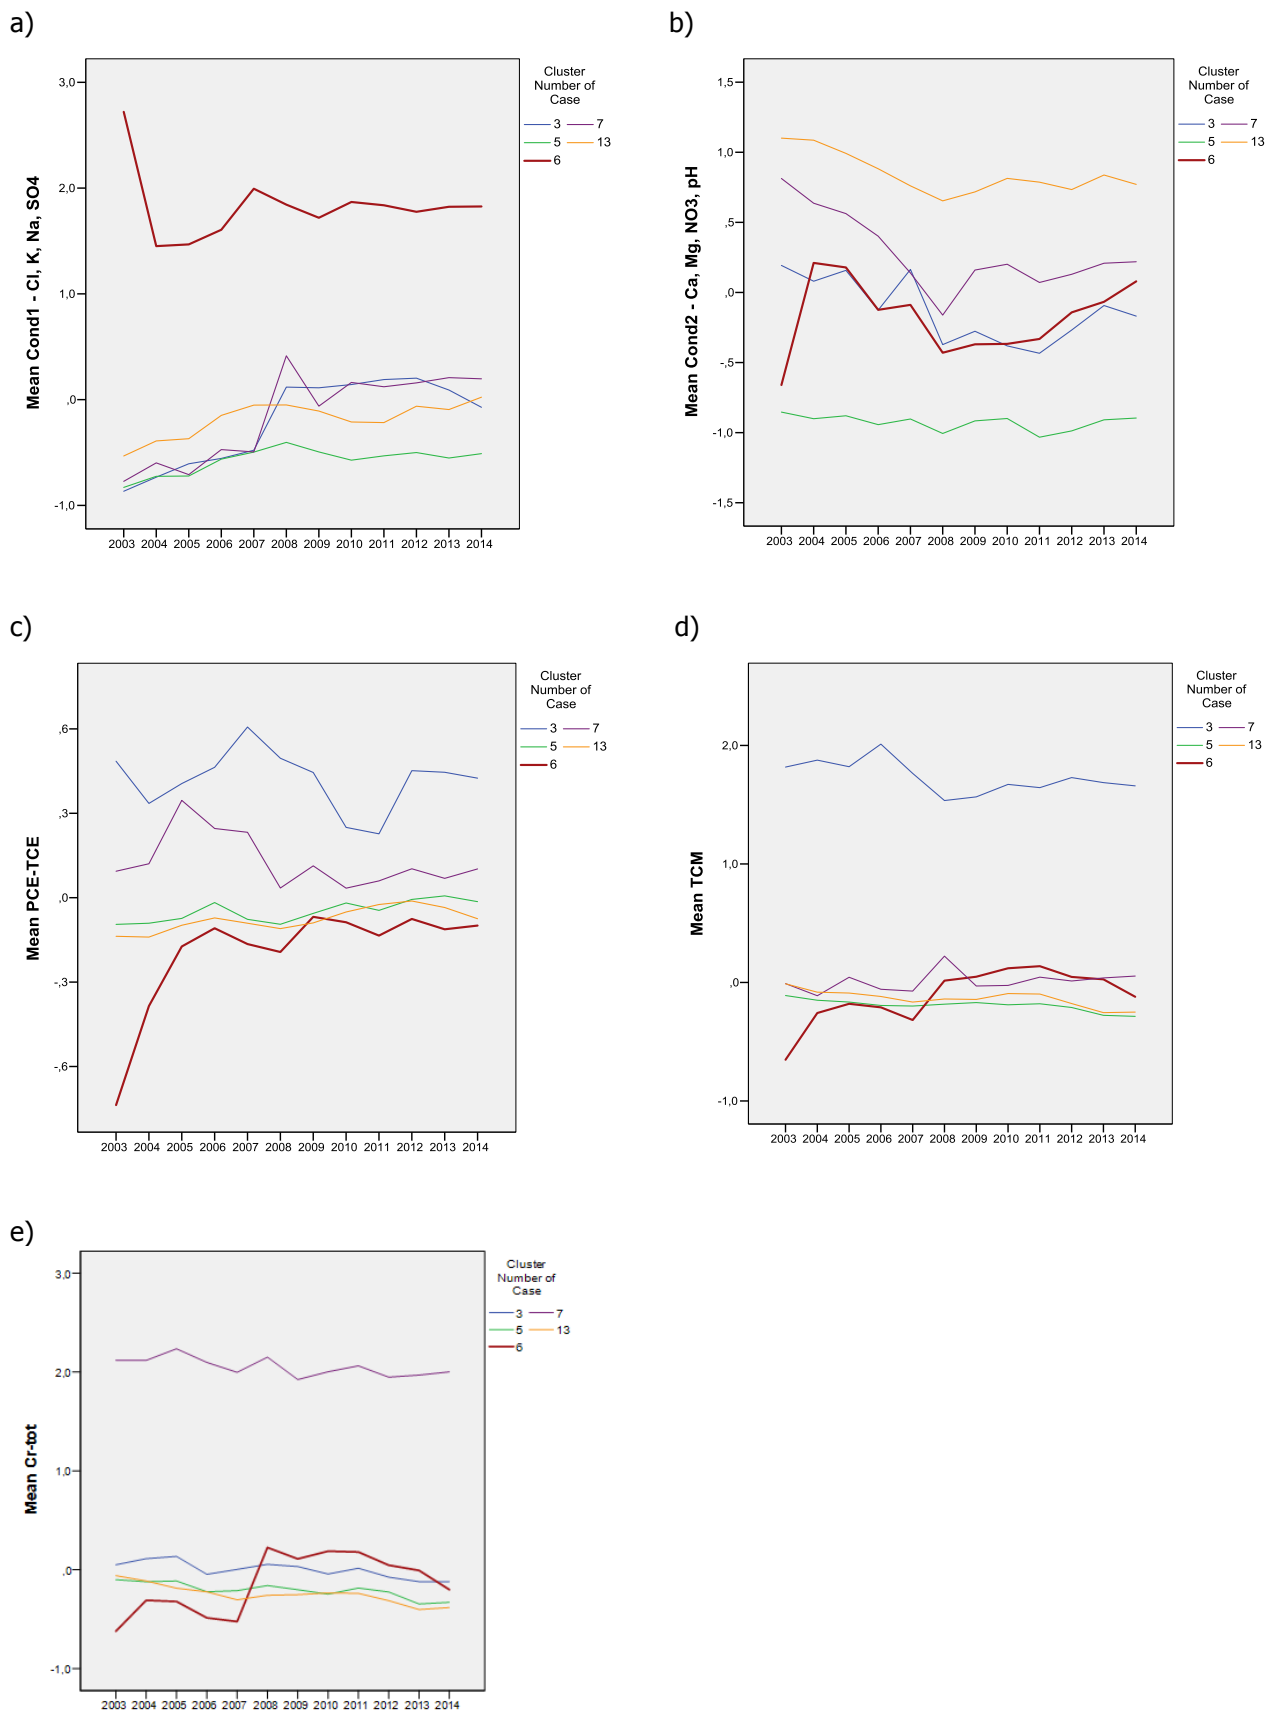 a)
Mean Cond1 - Cl, K, Na, SO4
3,0
2,0
1,0
,0
-1,0
2003 2004 2005 2006 2007 2008 2009 2010 2011 2012 2013 2014
Cluster
Number of
Case
3 7
5 13
6
b)
Mean Cond2 - Ca, Mg, NO3, pH
1,5
1,0
,5
,0
-,5
-1,0
-1,5
2003 2004 2005 2006 2007 2008 2009 2010 2011 2012 2013 2014
Cluster
Number of
Case
3 7
5 13
6
c)
Mean PCE-TCE
,6
,3
,0
-,3
-,6
2003 2004 2005 2006 2007 2008 2009 2010 2011 2012 2013 2014
Cluster
Number of
Case
3 7
5 13
6
d)
Mean TCM
2,0
1,0
,0
-1,0
2003 2004 2005 2006 2007 2008 2009 2010 2011 2012 2013 2014
Cluster
Number of
Case
3 7
5 13
6
e)
Mean Cr-tot
3,0
2,0
1,0
,0
-1,0
2003 2004 2005 2006 2007 2008 2009 2010 2011 2012 2013 2014
Cluster
Number of
Case
3 7
5 13
6